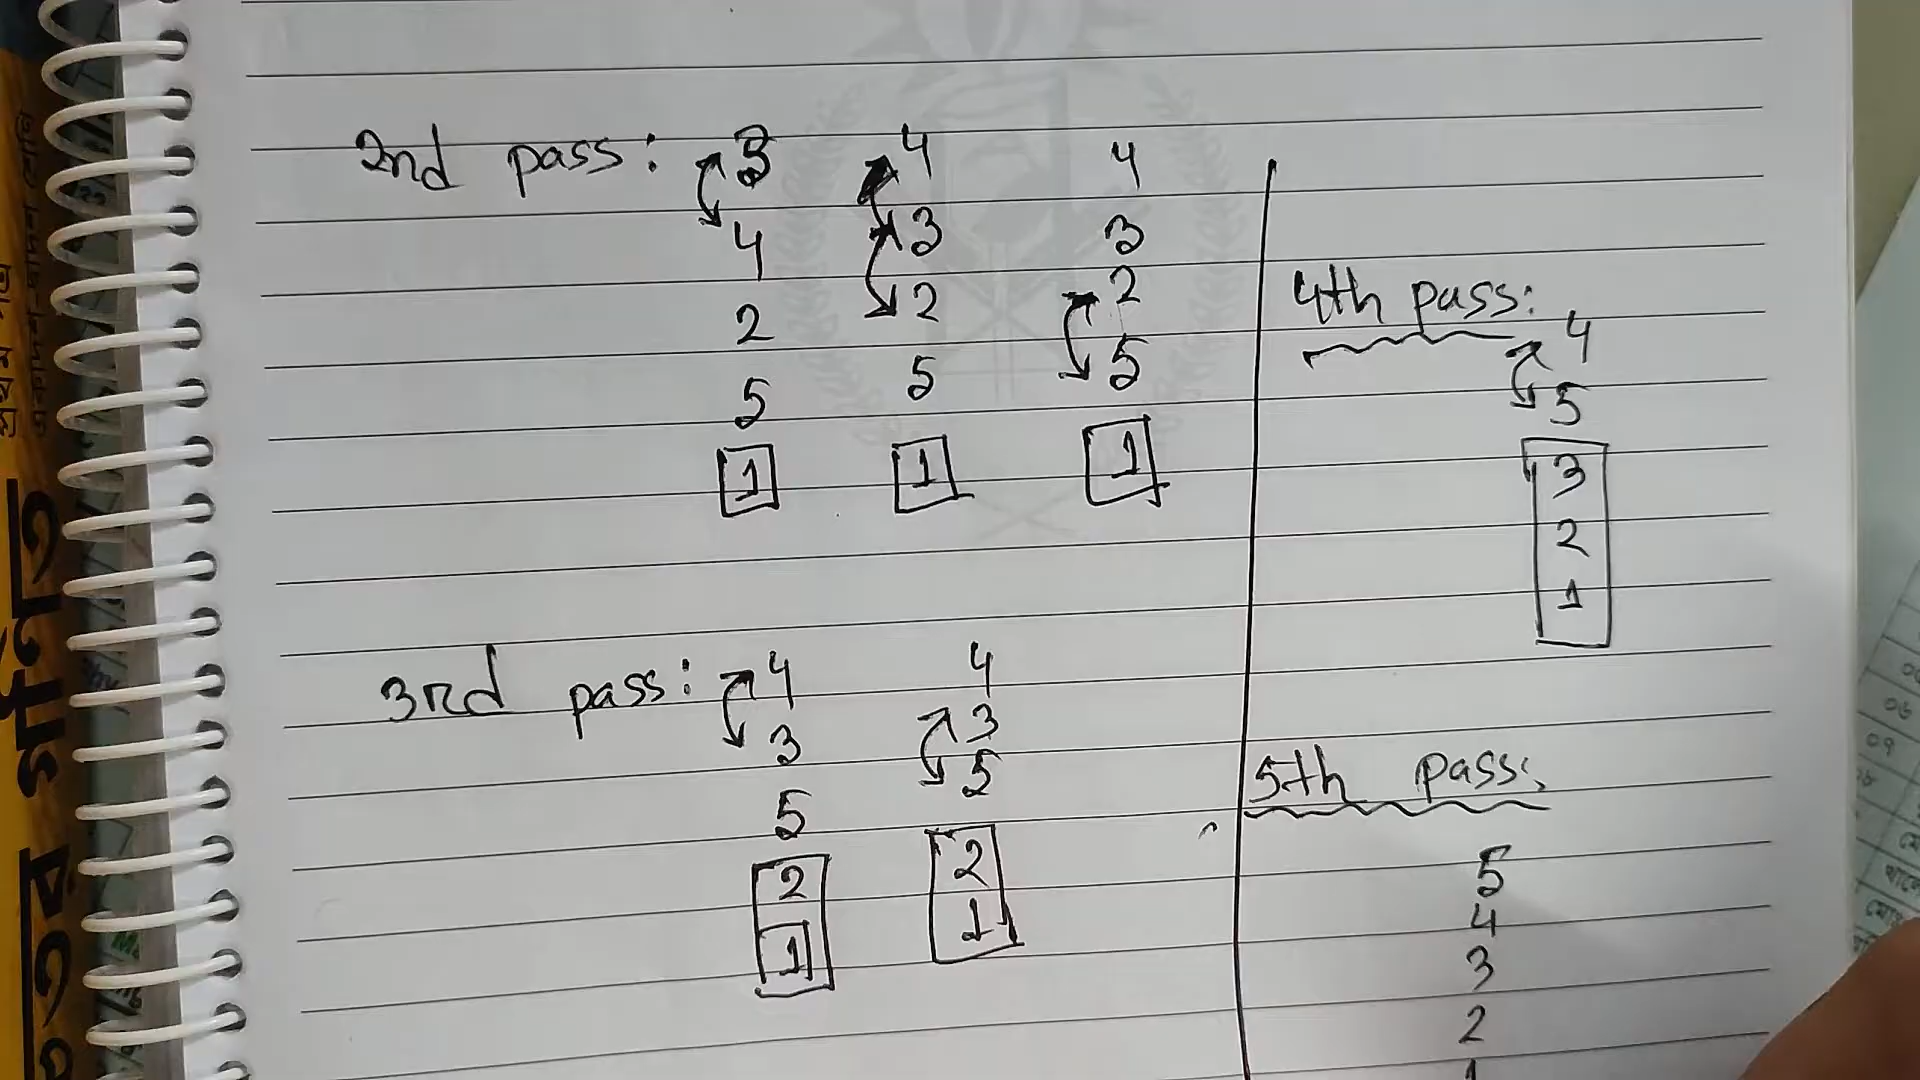 2nd pass: 3 4 4
4 3 3
2 2 2
5 5 5
1 1 1
3rd pass: 4 4
3 3
5 5
2 2
1 1
4th pass:
4
5
3
2
1
5th pass:
5
4
3
2
1